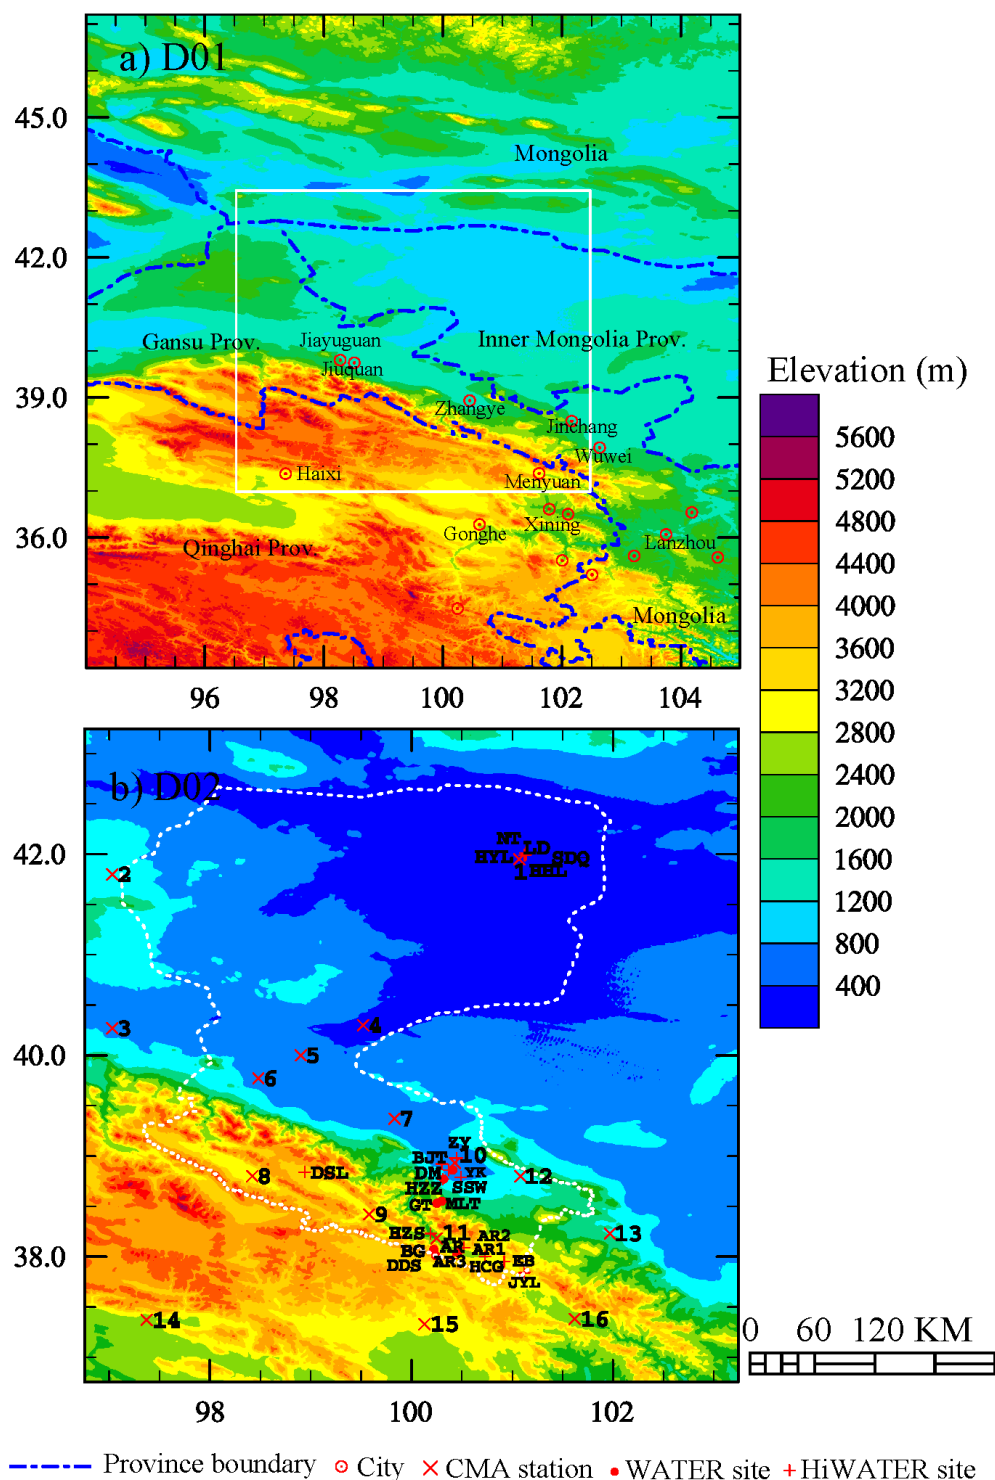 a) D01
45.0
Mongolia
42.0
Jiayuguan
Gansu Prov.
Inner Mongolia Prov.
Jiuquan
39.0
Zhangye
Jinchang
Wuwei
Haixi
Menyuan
Xining
Gonghe
36.0
Qinghai Prov.
Lanzhou
Mongolia
96 98 100 102 104
Elevation (m)
5600
5200
4800
4400
4000
3600
3200
2800
2400
2000
1600
1200
800
400
b) D02
NT
LD
42.0
HYL
SDQ
1
HHL
2
3
4
40.0
5
6
7
ZY
BJT
10
DM
YK
8
DSL
12
HZZ
SSW
GT
MLT
9
HZS
11
AR2
13
38.0
BG
AR
AR1
DDS
AR3
HCG
EB
JYL
14
15
16
98 100 102
0 60 120 KM
Province boundary City CMA station WATER site HiWATER site